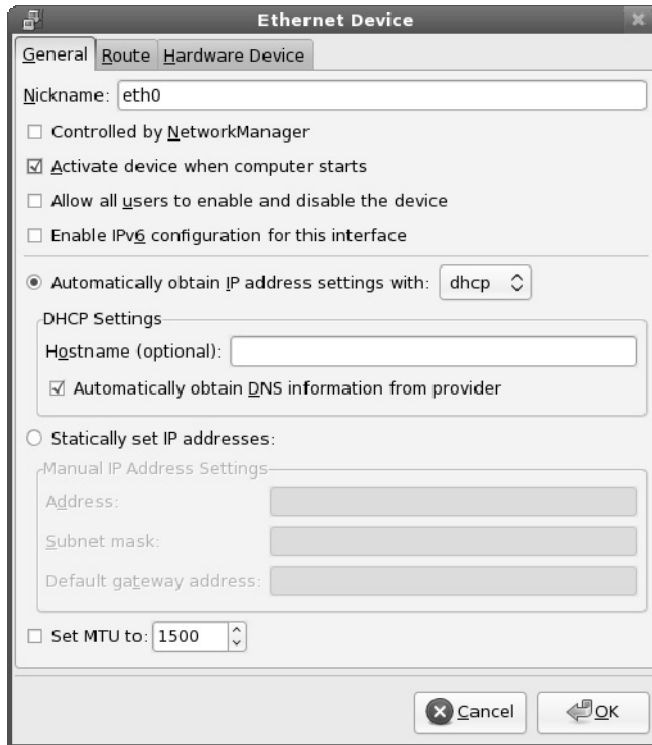 Ethernet Device
General Route Hardware Device
Nickname: eth0
Controlled by NetworkManager
Activate device when computer starts
Allow all users to enable and disable the device
Enable IPv6 configuration for this interface
Automatically obtain IP address settings with: dhcp
DHCP Settings
Hostname (optional):
Automatically obtain DNS information from provider
Statically set IP addresses:
Manual IP Address Settings
Address:
Subnet mask:
Default gateway address:
Set MTU to: 1500
Cancel OK